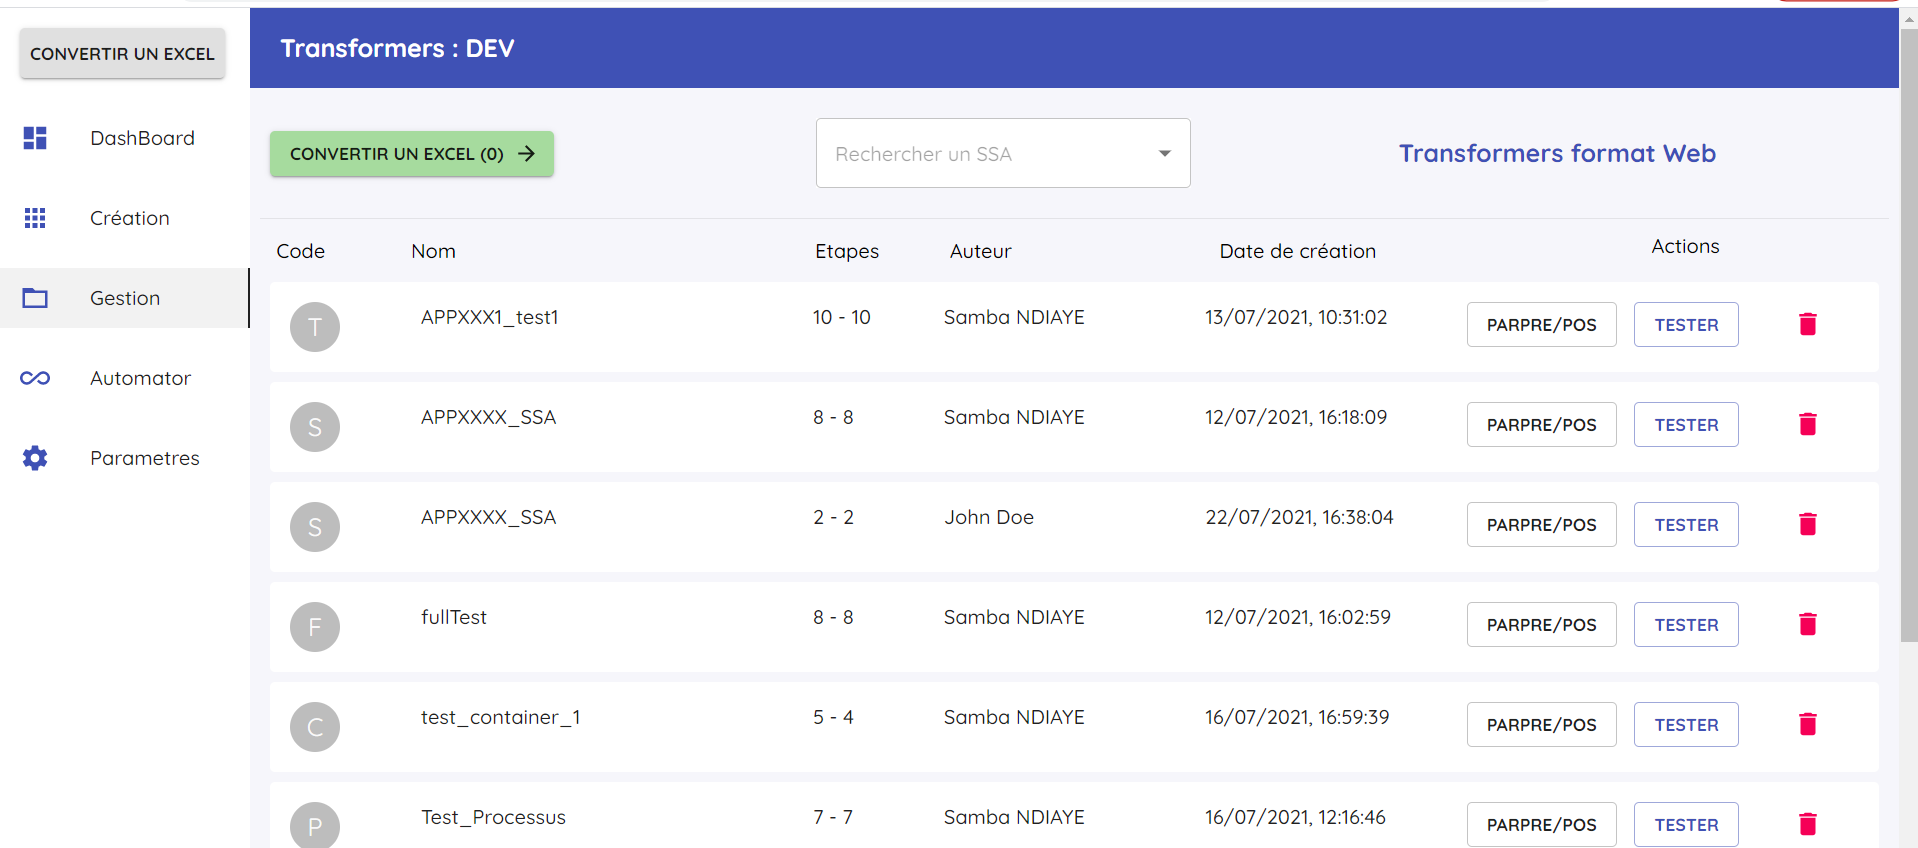 CONVERTIR UN EXCEL
DashBoard
Création
Gestion
Automator
Parametres
Transformers : DEV
CONVERTIR UN EXCEL (0)
Rechercher un SSA
Transformers format Web
Code Nom Etapes Auteur Date de création Actions
T APPXXX1_test1 10 - 10 Samba NDIAYE 13/07/2021, 10:31:02 PARPRE/POS TESTER
S APPXXXX_SSA 8 - 8 Samba NDIAYE 12/07/2021, 16:18:09 PARPRE/POS TESTER
S APPXXXX_SSA 2 - 2 John Doe 22/07/2021, 16:38:04 PARPRE/POS TESTER
F fullTest 8 - 8 Samba NDIAYE 12/07/2021, 16:02:59 PARPRE/POS TESTER
C test_container_1 5 - 4 Samba NDIAYE 16/07/2021, 16:59:39 PARPRE/POS TESTER
P Test_Processus 7 - 7 Samba NDIAYE 16/07/2021, 12:16:46 PARPRE/POS TESTER